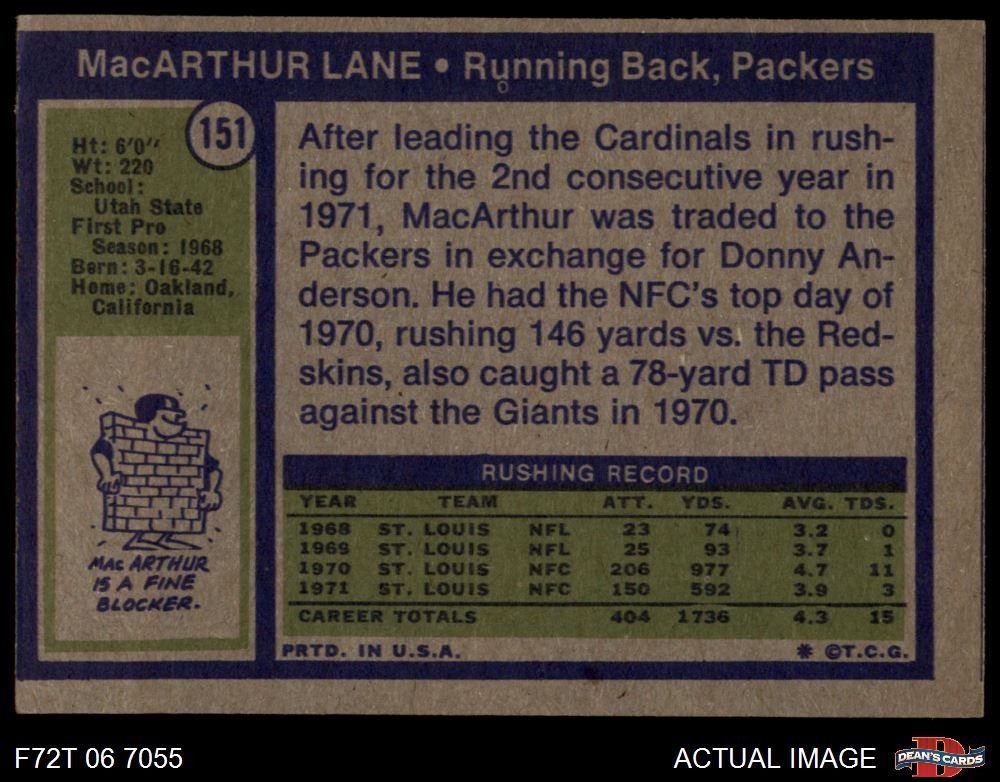 MacARTHUR LANE • Running Back, Packers
151
Ht: 6'0"
Wt: 220
School:
Utah State
First Pro
Season: 1968
Born: 3-16-42
Home: Oakland,
California
MAC ARTHUR
IS A FINE
BLOCKER.
After leading the Cardinals in rush-
ing for the 2nd consecutive year in
1971, MacArthur was traded to the
Packers in exchange for Donny An-
derson. He had the NFC's top day of
1970, rushing 146 yards vs. the Red-
skins, also caught a 78-yard TD pass
against the Giants in 1970.
RUSHING RECORD
YEAR TEAM ATT. YDS. AVG. TDS.
1968 ST. LOUIS NFL 23 74 3.2 0
1969 ST. LOUIS NFL 25 93 3.7 1
1970 ST. LOUIS NFC 206 977 4.7 11
1971 ST. LOUIS NFC 150 592 3.9 3
CAREER TOTALS 404 1736 4.3 15
PRTD. IN U.S.A. * ©T.C.G.
F72T 06 7055 ACTUAL IMAGE
D
DEAN'S CARDS